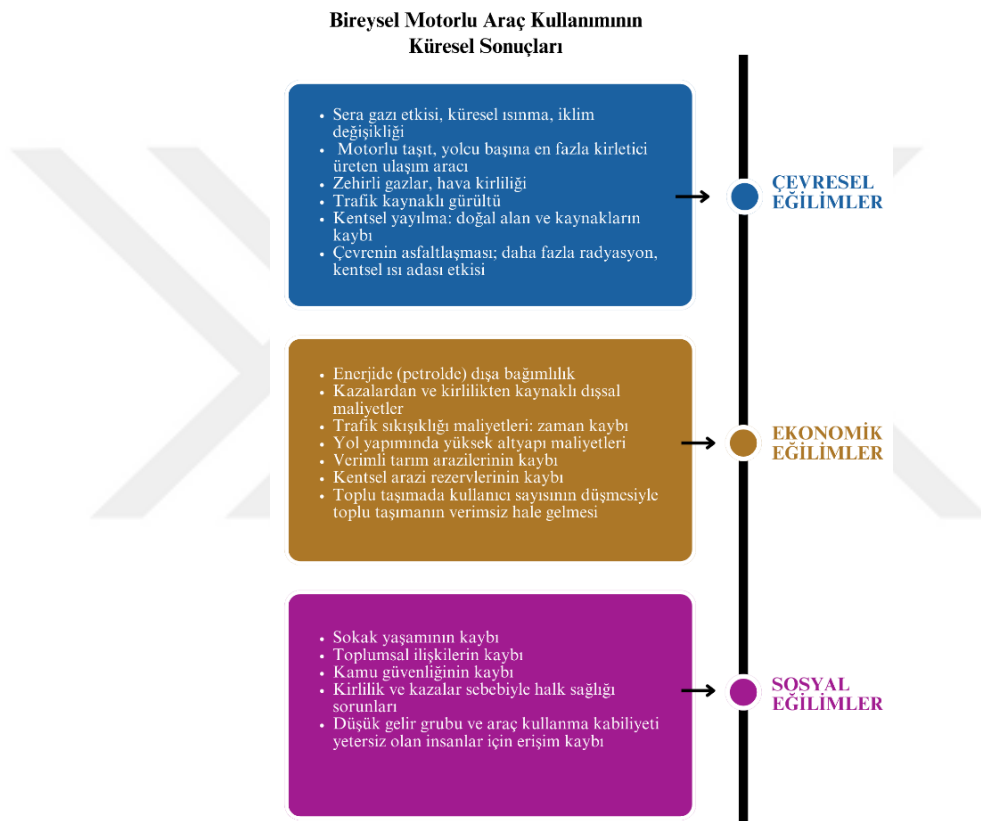 Bireysel Motorlu Araç Kullanımının
Küresel Sonuçları
• Sera gazı etkisi, küresel ısınma, iklim
değişikliği
• Motorlu taşıt, yolcu başına en fazla kirletici
üreten ulaşım aracı
• Zehirli gazlar, hava kirliliği
• Trafik kaynaklı gürültü
• Kentsel yayılma: doğal alan ve kaynakların
kaybı
• Çevrenin asfaltlaşması; daha fazla radyasyon,
kentsel ısı adası etkisi
ÇEVRESEL
EĞİLİMLER
• Enerjide (petrolde) dışa bağımlılık
• Kazalardan ve kirlilikten kaynaklı dışsal
maliyetler
• Trafik sıkışıklığı maliyetleri: zaman kaybı
• Yol yapımında yüksek altyapı maliyetleri
• Verimli tarım arazilerinin kaybı
• Kentsel arazi rezervlerinin kaybı
• Toplu taşımada kullanıcı sayısının düşmesiyle
toplu taşımanın verimsiz hale gelmesi
EKONOMİK
EĞİLİMLER
• Sokak yaşamının kaybı
• Toplumsal ilişkilerin kaybı
• Kamu güvenliğinin kaybı
• Kirlilik ve kazalar sebebiyle halk sağlığı
sorunları
• Düşük gelir grubu ve araç kullanma kabiliyeti
yetersiz olan insanlar için erişim kaybı
SOSYAL
EĞİLİMLER